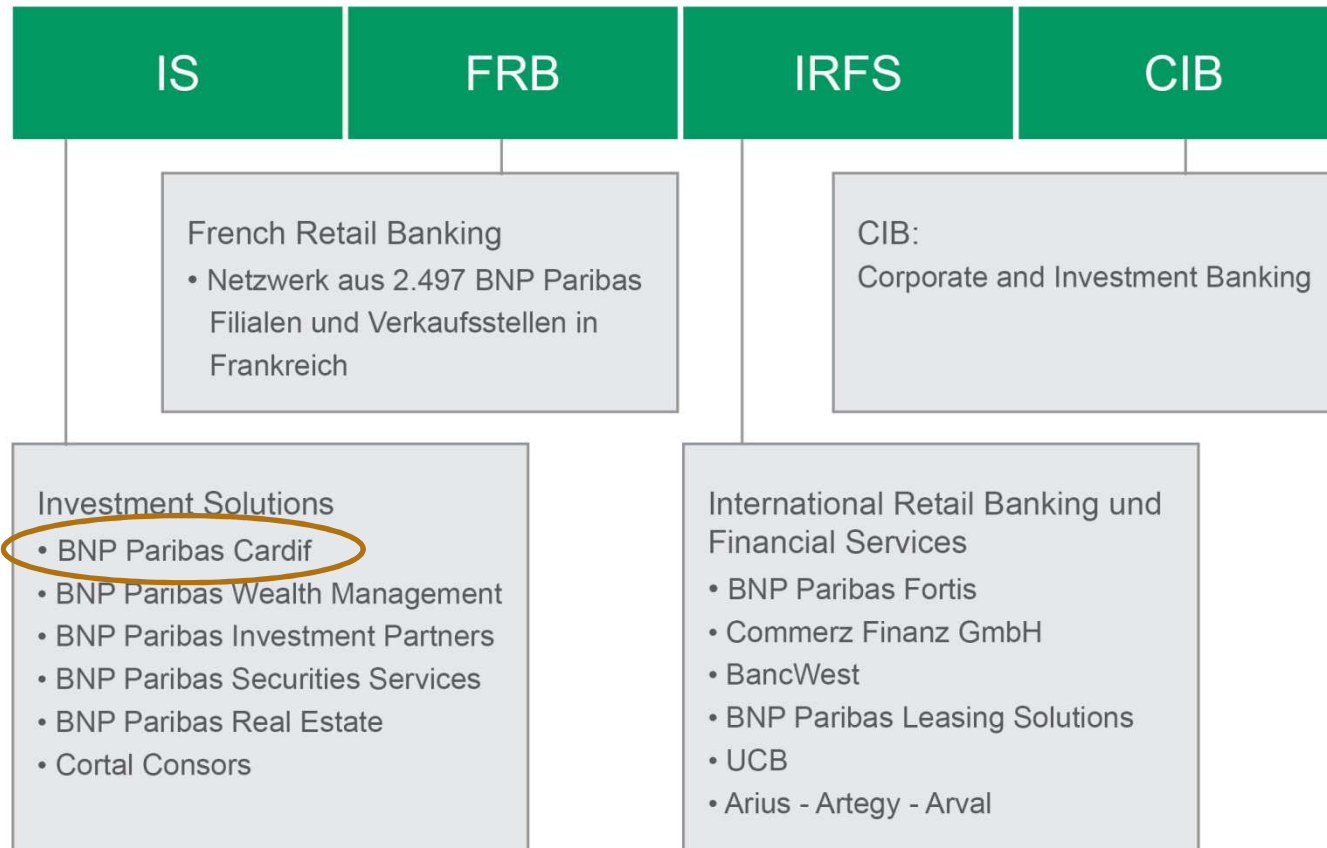 IS
FRB
IRFS
CIB
French Retail Banking
• Netzwerk aus 2.497 BNP Paribas
Filialen und Verkaufsstellen in
Frankreich
CIB:
Corporate and Investment Banking
Investment Solutions
• BNP Paribas Cardif
• BNP Paribas Wealth Management
• BNP Paribas Investment Partners
• BNP Paribas Securities Services
• BNP Paribas Real Estate
• Cortal Consors
International Retail Banking und
Financial Services
• BNP Paribas Fortis
• Commerz Finanz GmbH
• BancWest
• BNP Paribas Leasing Solutions
• UCB
• Arius - Artegy - Arval